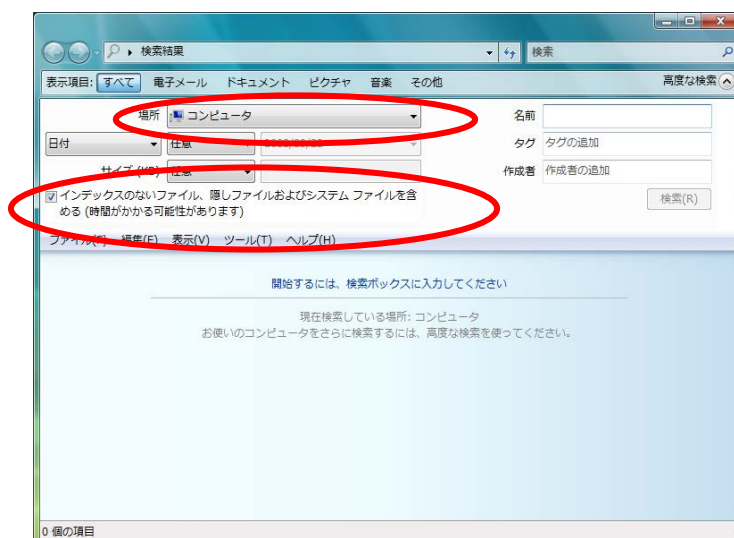 検索結果 検索
表示項目: すべて 電子メール ドキュメント ピクチャ 音楽 その他 高度な検索
場所 コンピュータ 名前
日付 任意 タグ タグの追加
サイズ (KB) 任意 作成者 作成者の追加
インデックスのないファイル、隠しファイルおよびシステム ファイルを含
める (時間がかかる可能性があります) 検索(R)
ファイル(F) 編集(E) 表示(V) ツール(T) ヘルプ(H)
開始するには、検索ボックスに入力してください
現在検索している場所: コンピュータ
お使いのコンピュータをさらに検索するには、高度な検索を使ってください。
0 個の項目